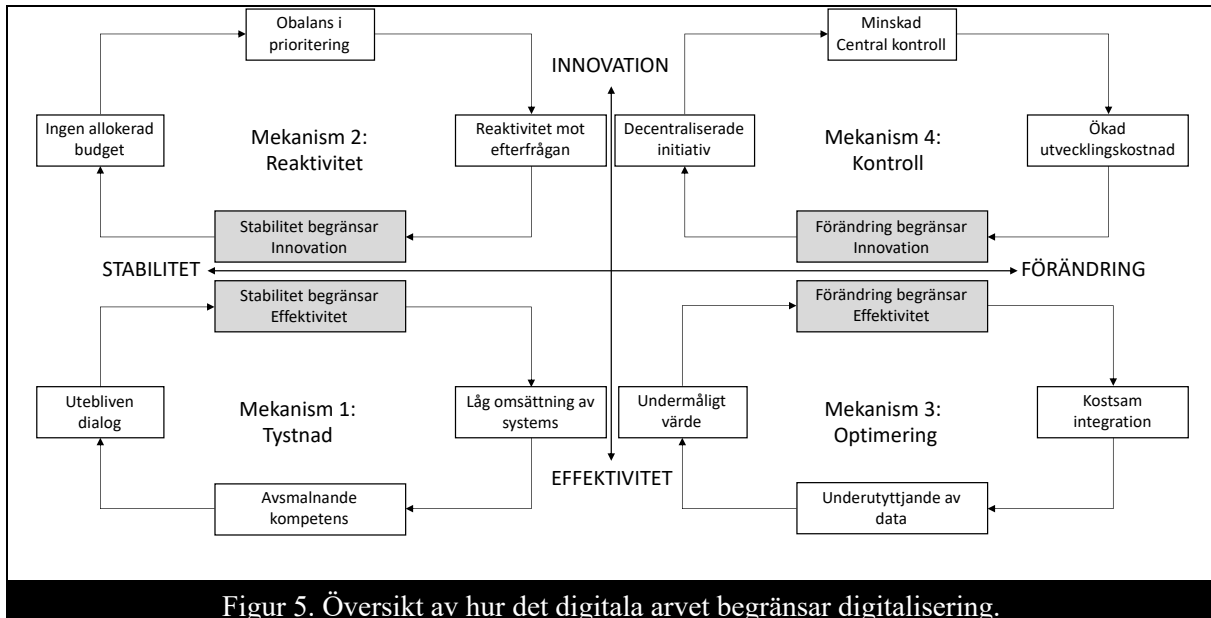 Obalans i
prioritering
Minskad
Central kontroll
INNOVATION
Ingen allokerad
budget
Mekanism 2:
Reaktivitet
Reaktivitet mot
efterfrågan
Decentraliserade
initiativ
Mekanism 4:
Kontroll
Ökad
utvecklingskostnad
Stabilitet begränsar
Innovation
Förändring begränsar
Innovation
STABILITET
FÖRÄNDRING
Stabilitet begränsar
Effektivitet
Förändring begränsar
Effektivitet
Utebliven
dialog
Mekanism 1:
Tystnad
Låg omsättning av
systems
Undermåligt
värde
Mekanism 3:
Optimering
Kostsam
integration
EFFEKTIVITET
Avsmalnande
kompetens
Underutyttjande av
data
Figur 5. Översikt av hur det digitala arvet begränsar digitalisering.